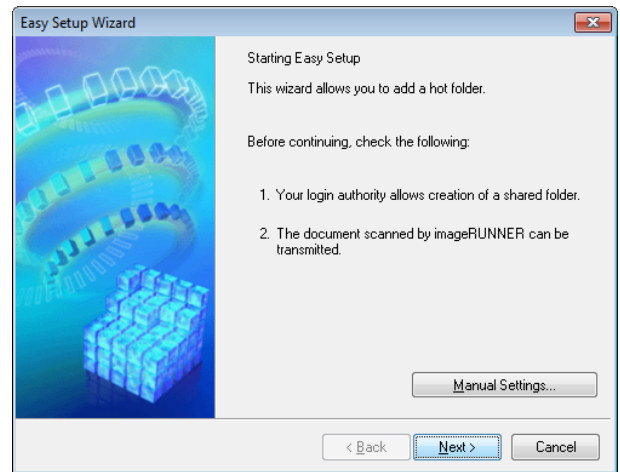 Easy Setup Wizard
Starting Easy Setup
This wizard allows you to add a hot folder.
Before continuing, check the following:
1. Your login authority allows creation of a shared folder.
2. The document scanned by imageRUNNER can be
transmitted.
Manual Settings...
< Back
Next >
Cancel